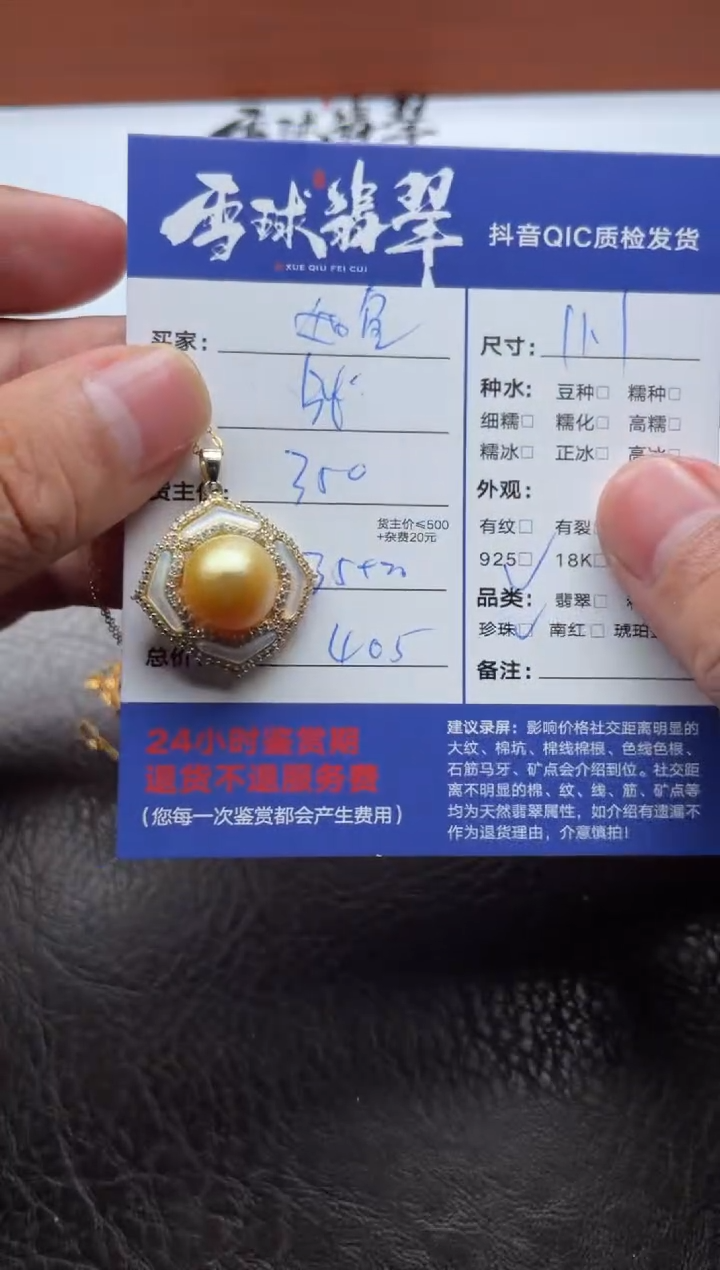 雪球翡翠
XUE QIU FEI CUI
抖音QIC质检发货
买家：
货主价： 350
货主价≤500
+杂费20元
35+20
总价： 405
尺寸：
种水： 豆种□ 糯种□
细糯□ 糯化□ 高糯□
糯冰□ 正冰□ 高冰
外观：
有纹□ 有裂
925□ 18K□
品类： 翡翠□
珍珠□ 南红□ 琥珀
备注：
24小时鉴赏期
退货不退服务费
（您每一次鉴赏都会产生费用）
建议录屏：影响价格社交距离明显的
大纹、棉坑、棉线棉根、色线色根、
石筋马牙、矿点会介绍到位。社交距
离不明显的棉、纹、线、筋、矿点等
均为天然翡翠属性，如介绍有遗漏不
作为退货理由，介意慎拍！